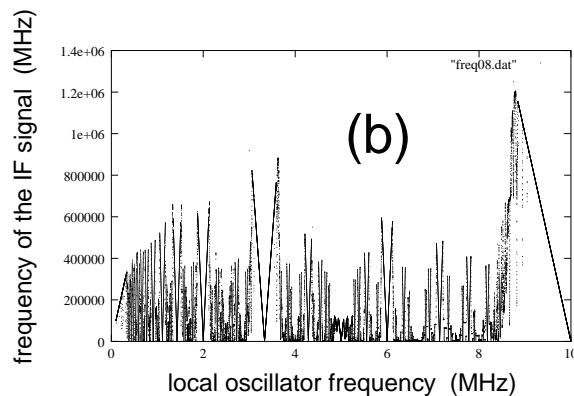 frequency of the IF signal (MHz)
1.4e+06
1.2e+06
1e+06
800000
600000
400000
200000
0
"freq08.dat"
(b)
0 2 4 6 8 10
local oscillator frequency (MHz)